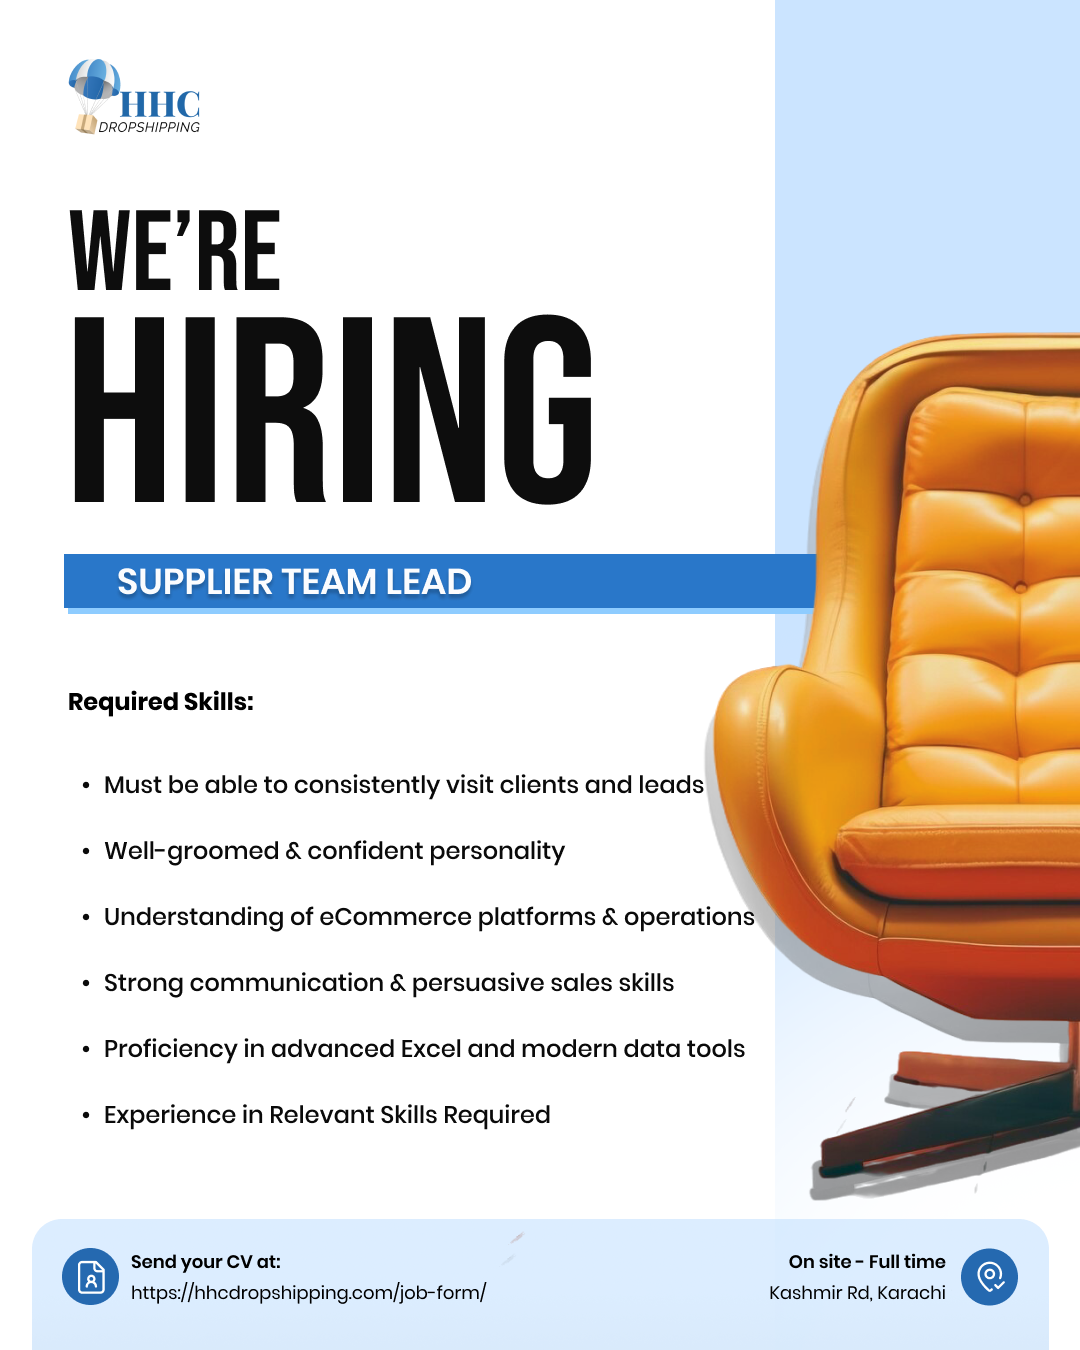 HHC
DROPSHIPPING
WE’RE
HIRING
SUPPLIER TEAM LEAD
Required Skills:
• Must be able to consistently visit clients and leads
• Well-groomed & confident personality
• Understanding of eCommerce platforms & operations
• Strong communication & persuasive sales skills
• Proficiency in advanced Excel and modern data tools
• Experience in Relevant Skills Required
Send your CV at:
https://hhcdropshipping.com/job-form/
On site - Full time
Kashmir Rd, Karachi